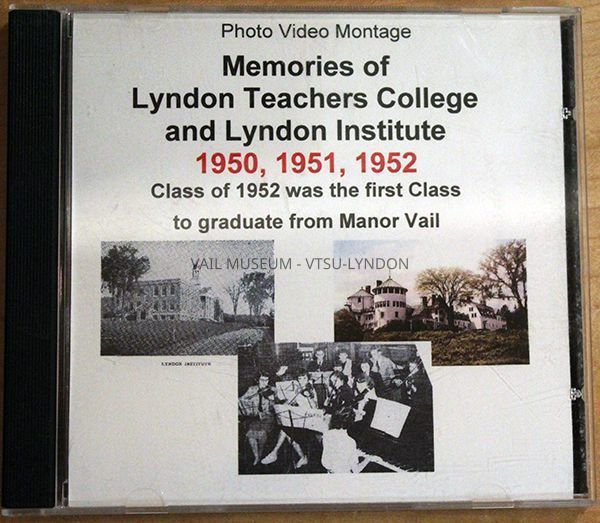 Photo Video Montage
Memories of
Lyndon Teachers College
and Lyndon Institute
1950, 1951, 1952
Class of 1952 was the first Class
to graduate from Manor Vail
VAIL MUSEUM - VTSU-LYNDON
LYNDON INSTITUTE